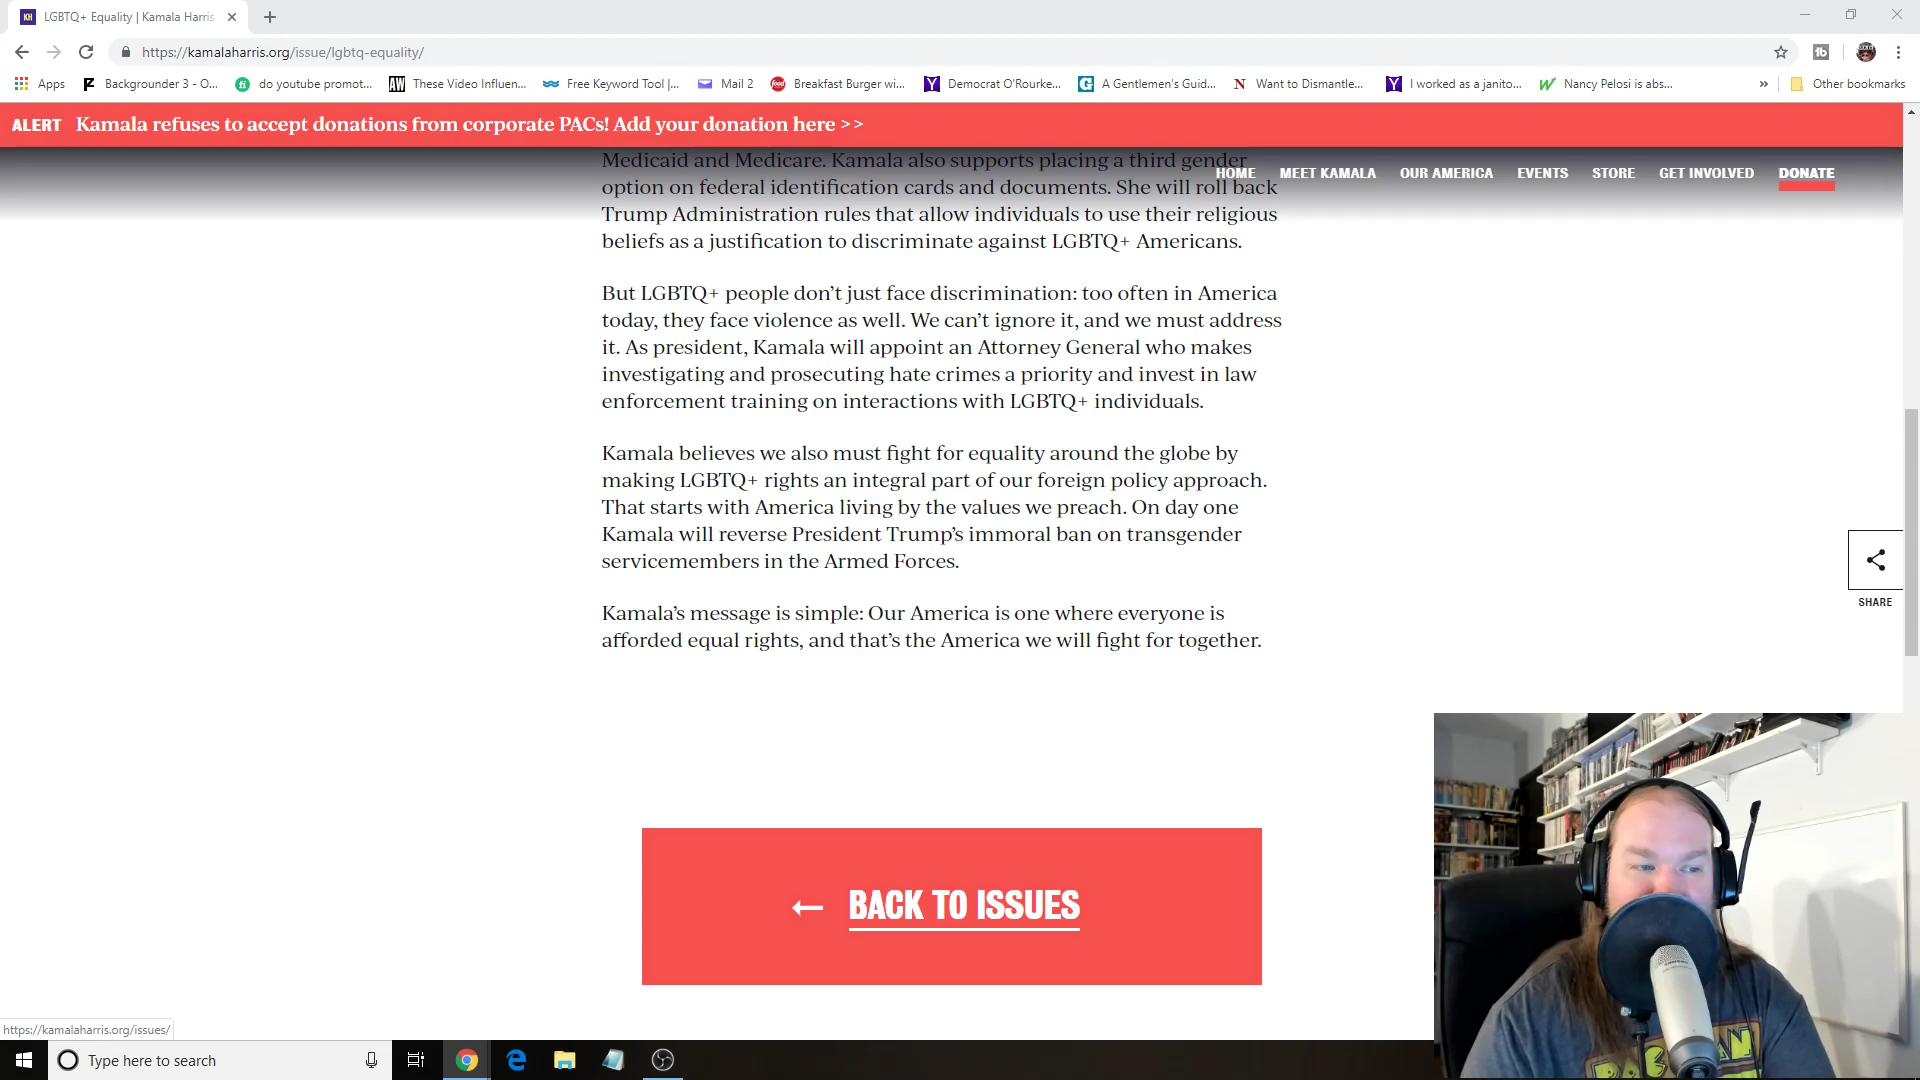 LGBTQ+ Equality | Kamala Harris
https://kamalaharris.org/issue/lgbtq-equality/
Apps
Backgrounder 3 - O...
do youtube promot...
These Video Influen...
Free Keyword Tool |...
Mail 2
Breakfast Burger wi...
Democrat O'Rourke...
A Gentlemen's Guid...
Want to Dismantle...
I worked as a janito...
Nancy Pelosi is abs...
Other bookmarks
ALERT Kamala refuses to accept donations from corporate PACs! Add your donation here >>
HOME MEET KAMALA OUR AMERICA EVENTS STORE GET INVOLVED DONATE
Medicaid and Medicare. Kamala also supports placing a third gender
option on federal identification cards and documents. She will roll back
Trump Administration rules that allow individuals to use their religious
beliefs as a justification to discriminate against LGBTQ+ Americans.
But LGBTQ+ people don’t just face discrimination: too often in America
today, they face violence as well. We can’t ignore it, and we must address
it. As president, Kamala will appoint an Attorney General who makes
investigating and prosecuting hate crimes a priority and invest in law
enforcement training on interactions with LGBTQ+ individuals.
Kamala believes we also must fight for equality around the globe by
making LGBTQ+ rights an integral part of our foreign policy approach.
That starts with America living by the values we preach. On day one
Kamala will reverse President Trump’s immoral ban on transgender
servicemembers in the Armed Forces.
Kamala’s message is simple: Our America is one where everyone is
afforded equal rights, and that’s the America we will fight for together.
SHARE
← BACK TO ISSUES
https://kamalaharris.org/issues/
Type here to search